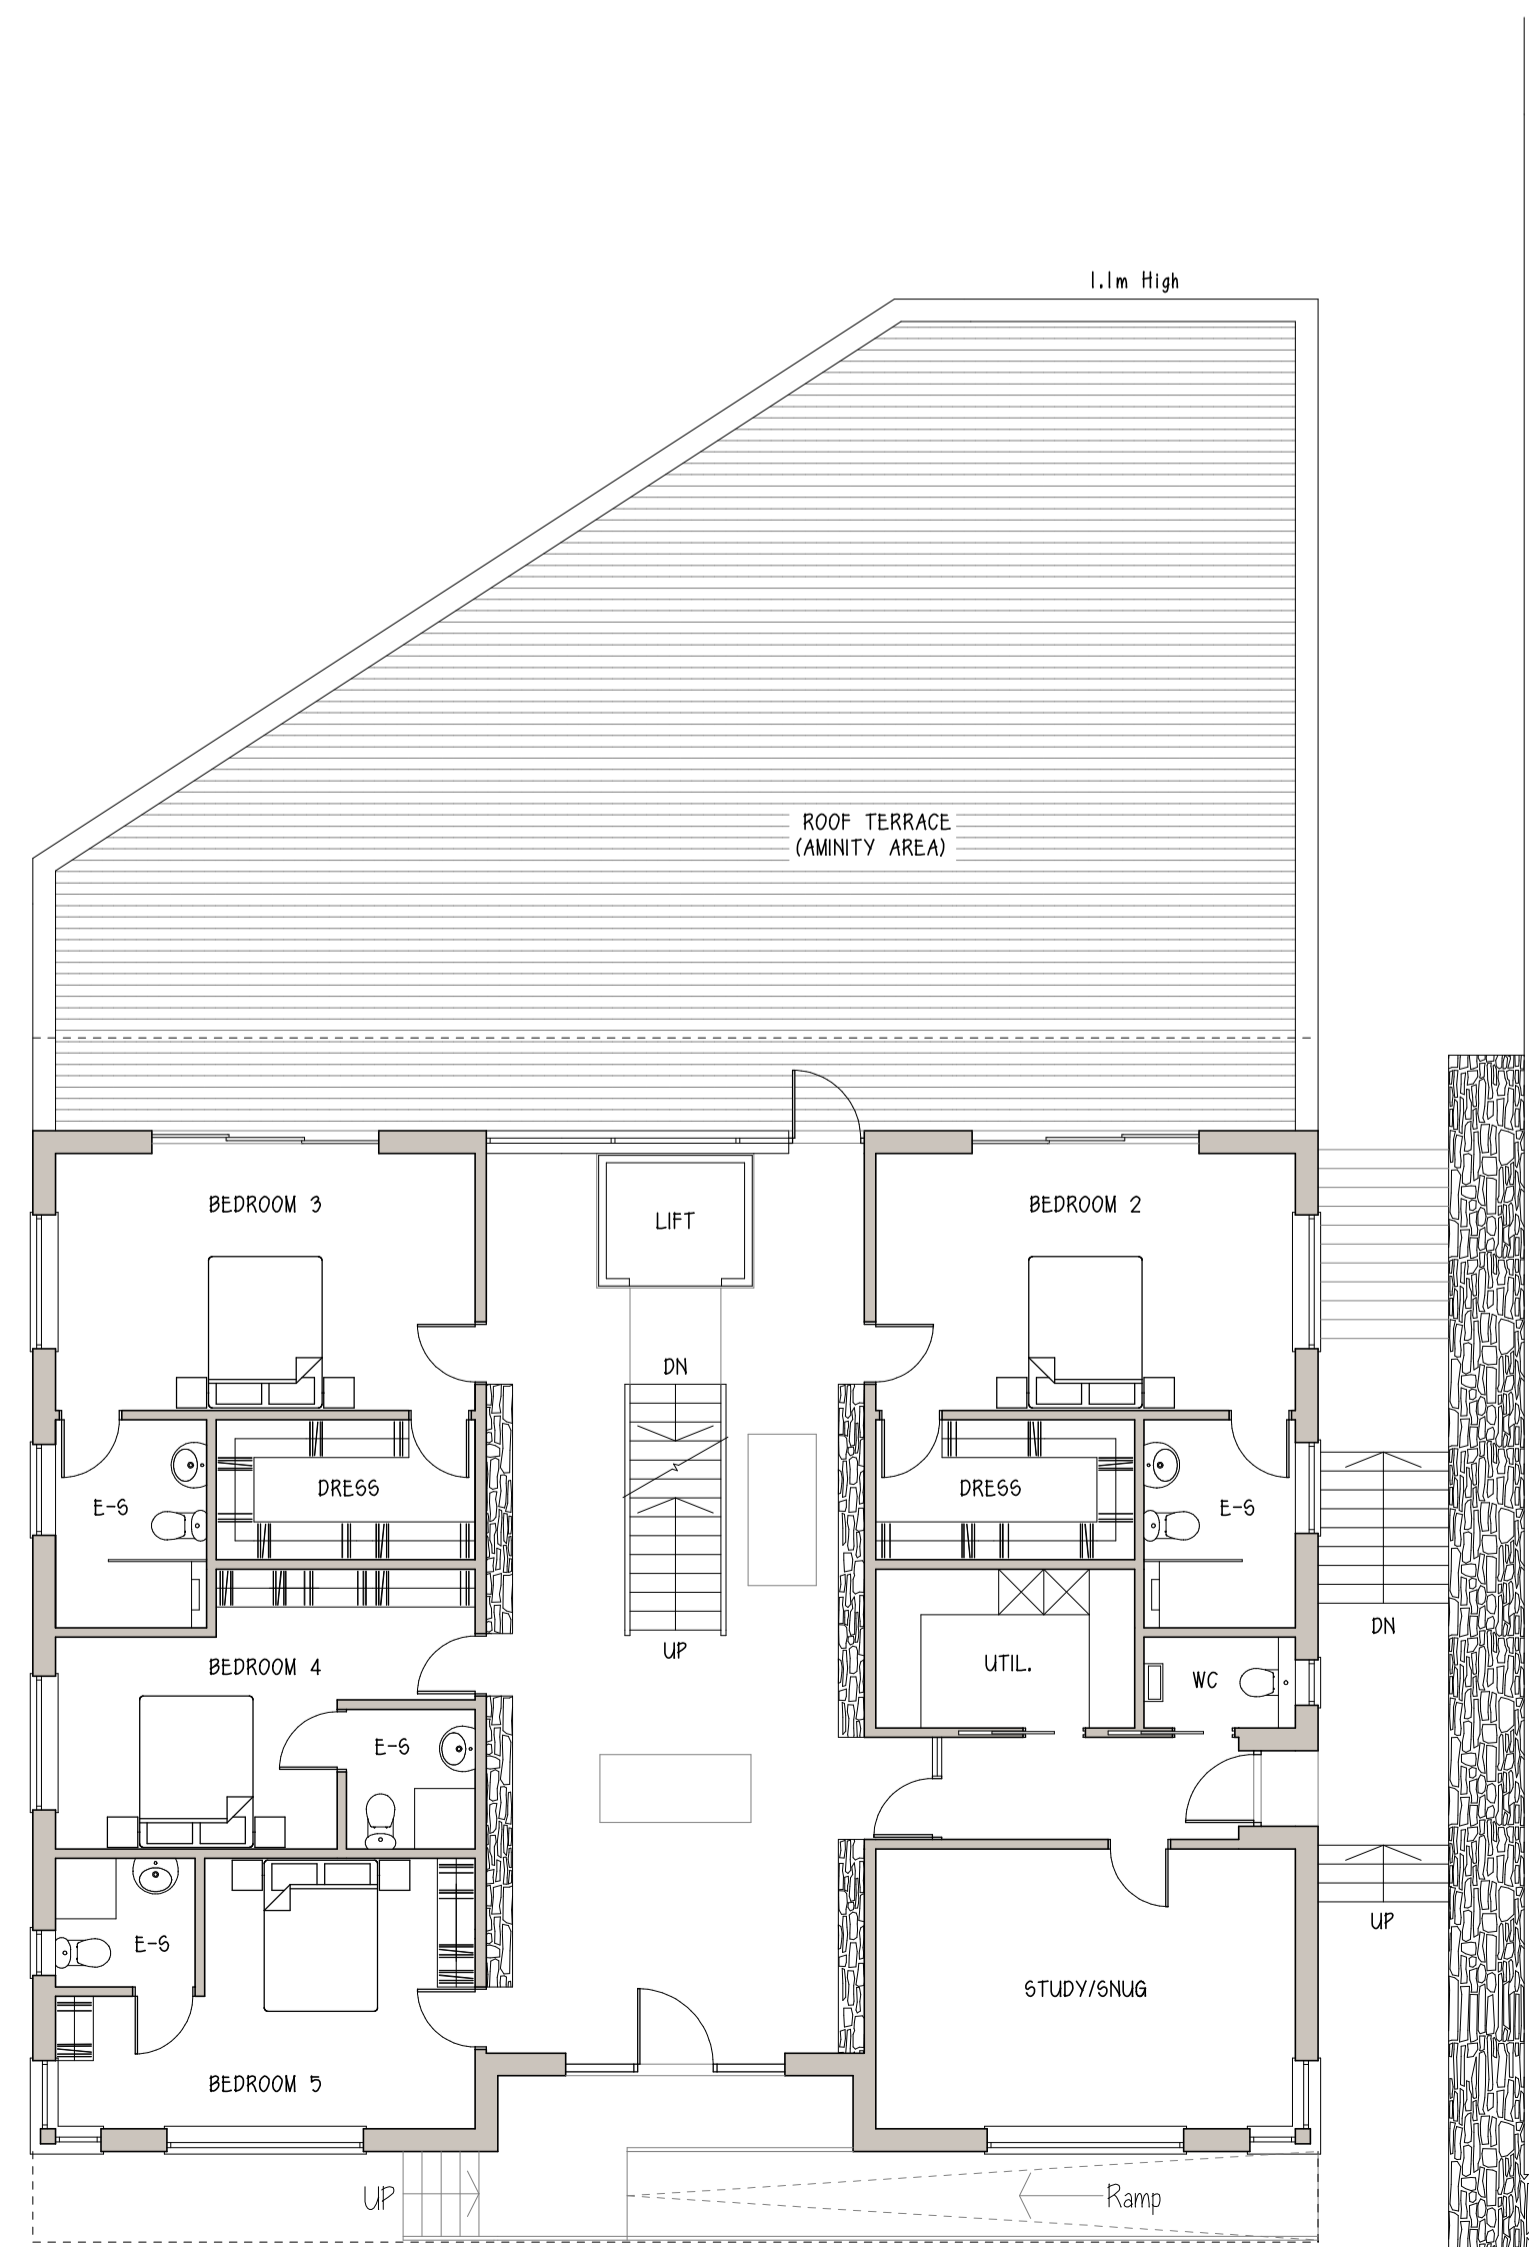 1.1m High
ROOF TERRACE
(AMINITY AREA)
BEDROOM 3
LIFT
BEDROOM 2
DN
DRESS
DRESS
E-S
E-S
DN
UP
UTIL.
BEDROOM 4
WC
E-S
UP
E-S
STUDY/SNUG
BEDROOM 5
UP
Ramp